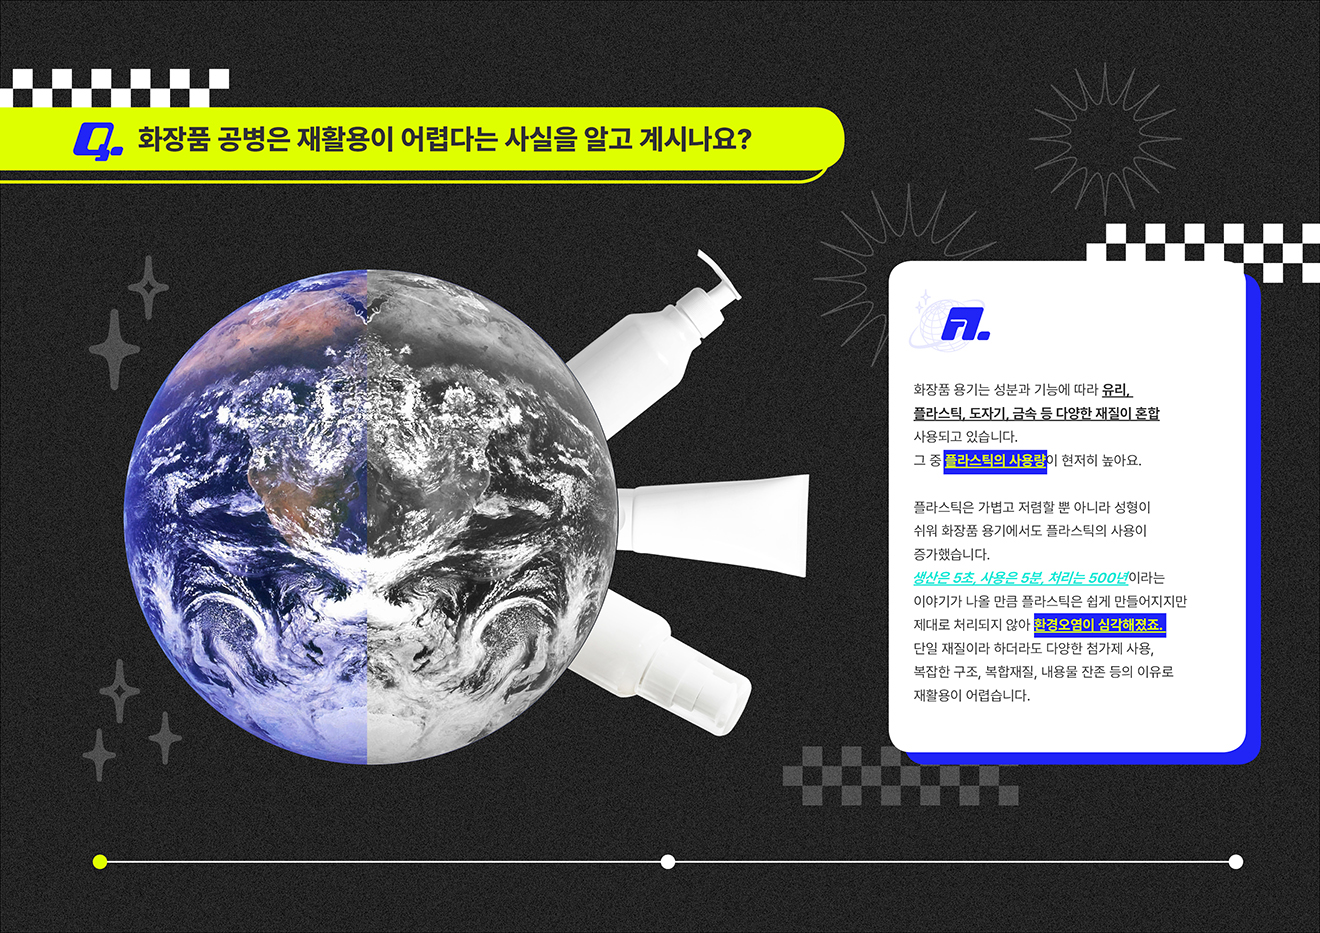 Q. 화장품 공병은 재활용이 어렵다는 사실을 알고 계시나요?
A.
화장품 용기는 성분과 기능에 따라 유리,
플라스틱, 도자기, 금속 등 다양한 재질이 혼합
사용되고 있습니다.
그 중 플라스틱의 사용량이 현저히 높아요.
플라스틱은 가볍고 저렴할 뿐 아니라 성형이
쉬워 화장품 용기에서도 플라스틱의 사용이
증가했습니다.
생산은 5초, 사용은 5분, 처리는 500년이라는
이야기가 나올 만큼 플라스틱은 쉽게 만들어지지만
제대로 처리되지 않아 환경오염이 심각해졌죠.
단일 재질이라 하더라도 다양한 첨가제 사용,
복잡한 구조, 복합재질, 내용물 잔존 등의 이유로
재활용이 어렵습니다.